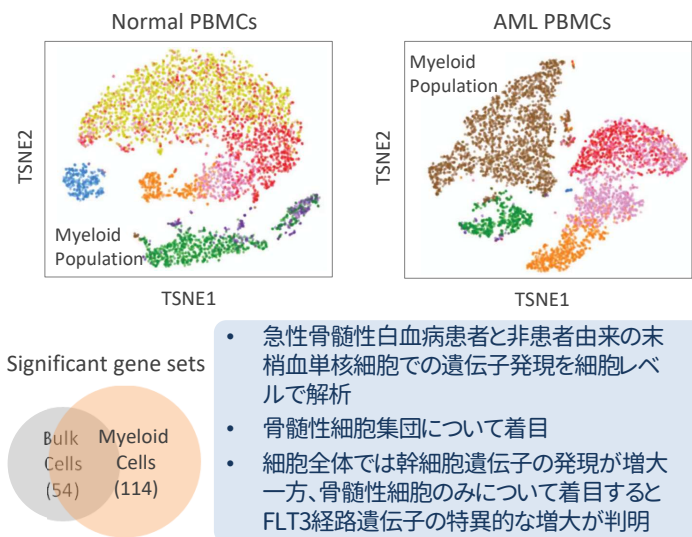 Normal PBMCs
AML PBMCs
TSNE2
Myeloid
Population
TSNE1
TSNE2
Myeloid
Population
TSNE1
Significant gene sets
Bulk
Cells
(54)
Myeloid
Cells
(114)
• 急性骨髄性白血病患者と非患者由来の末
梢血単核細胞での遺伝子発現を細胞レベ
ルで解析
• 骨髄性細胞集団について着目
• 細胞全体では幹細胞遺伝子の発現が増大
一方、骨髄性細胞のみについて着目すると
FLT3経路遺伝子の特異的な増大が判明